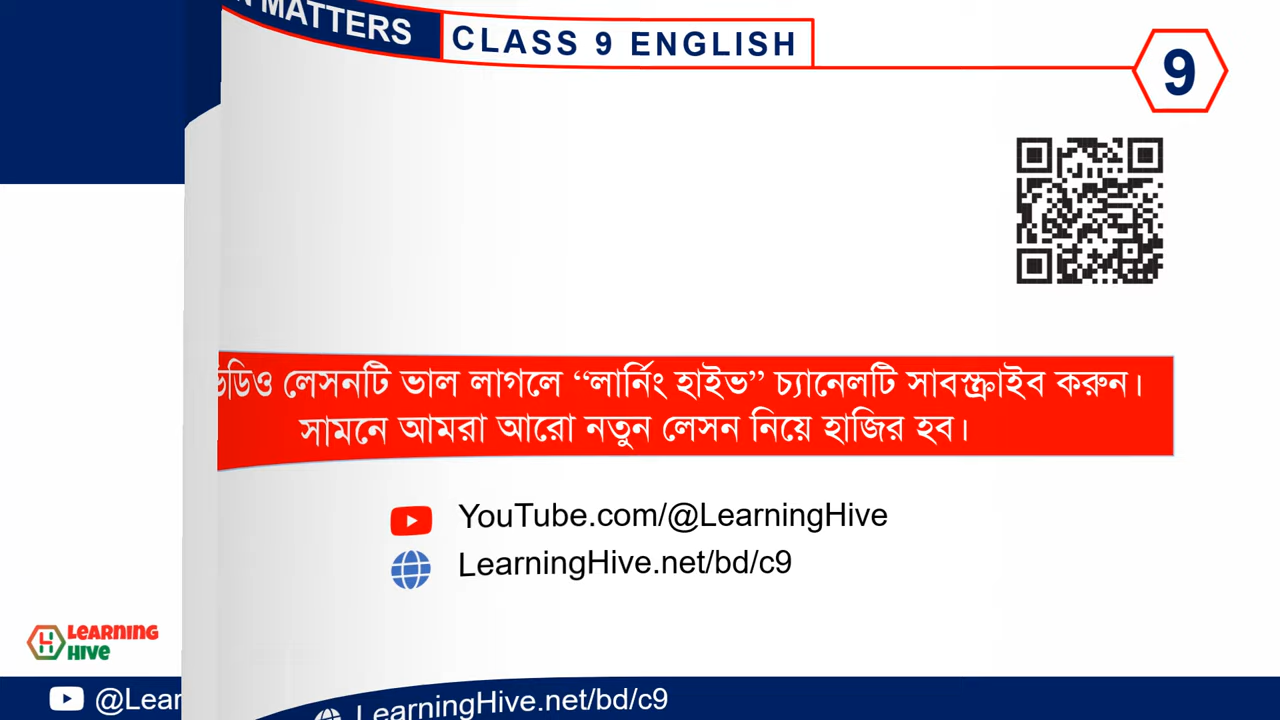 MATTERS
CLASS 9 ENGLISH
9
লেসনটি ভাল লাগলে “লার্নিং হাইভ” চ্যানেলটি সাবস্ক্রাইব করুন।
সামনে আমরা আরো নতুন লেসন নিয়ে হাজির হব।
YouTube.com/@LearningHive
LearningHive.net/bd/c9
H Learning
Hive
@Lear
LearningHive.net/bd/c9